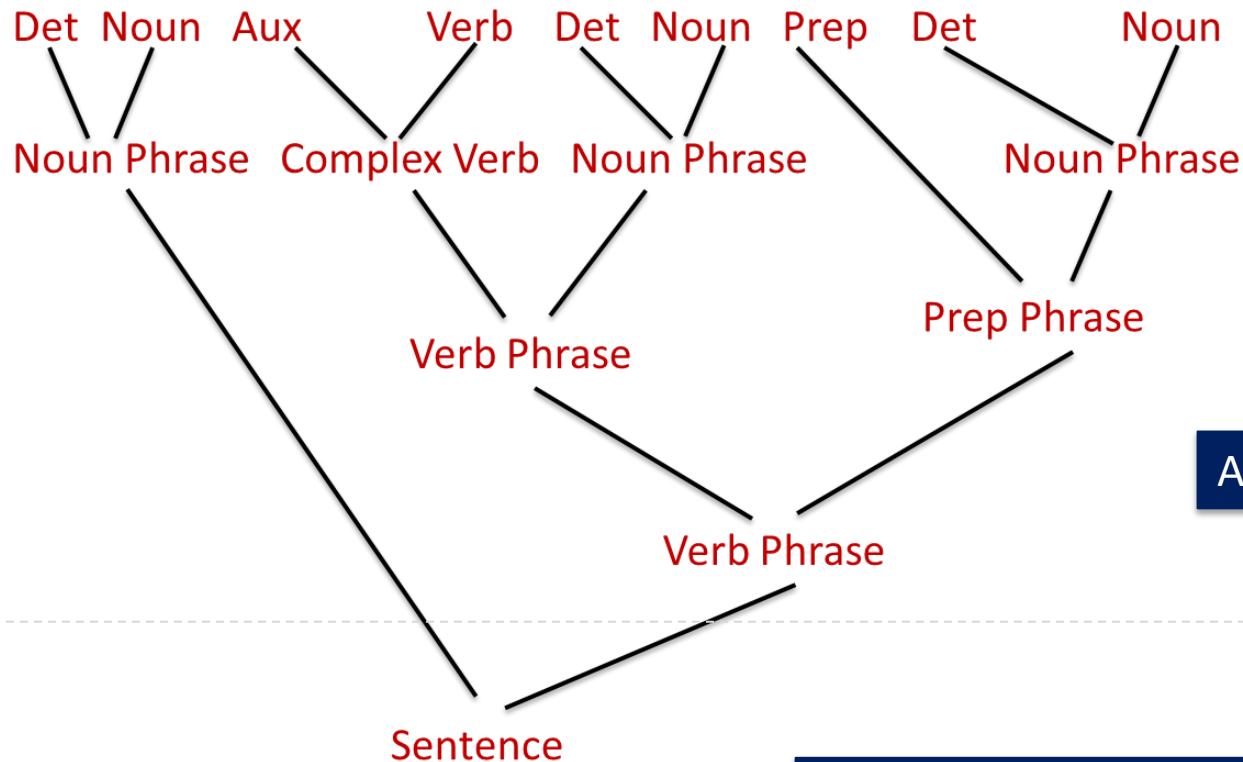 Det Noun Aux Verb Det Noun Prep Det Noun
Noun Phrase Complex Verb Noun Phrase Noun Phrase
Prep Phrase
Verb Phrase
A
Verb Phrase
Sentence